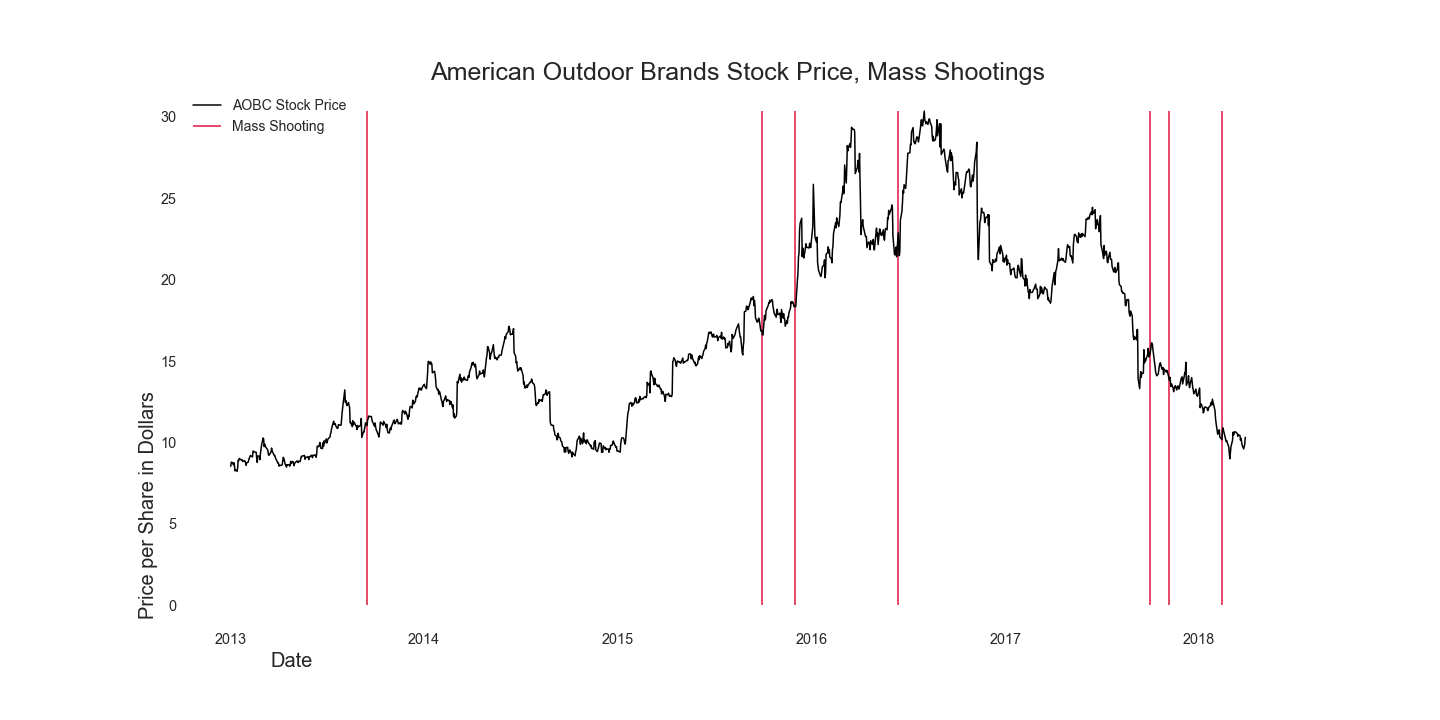 American Outdoor Brands Stock Price, Mass Shootings
AOBC Stock Price
Mass Shooting
30
25
20
15
10
5
0
Price per Share in Dollars
2013 2014 2015 2016 2017 2018
Date